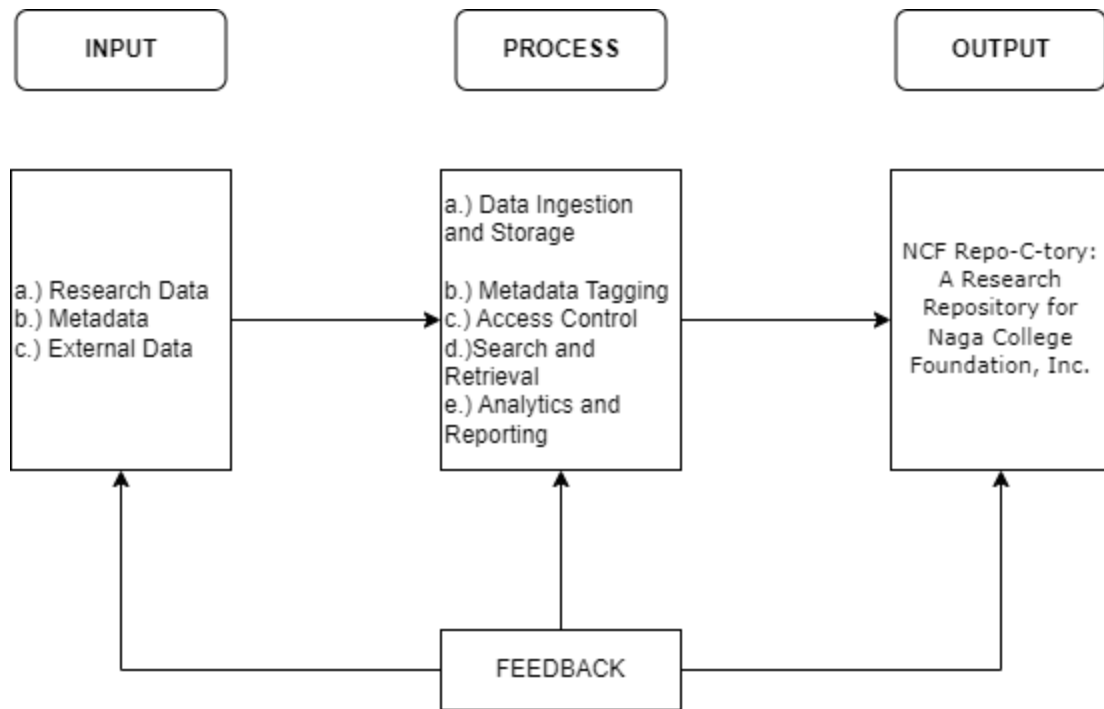 INPUT
PROCESS
OUTPUT
a.) Research Data
b.) Metadata
c.) External Data
a.) Data Ingestion
and Storage
b.) Metadata Tagging
c.) Access Control
d.)Search and
Retrieval
e.) Analytics and
Reporting
NCF Repo-C-tory:
A Research
Repository for
Naga College
Foundation, Inc.
FEEDBACK